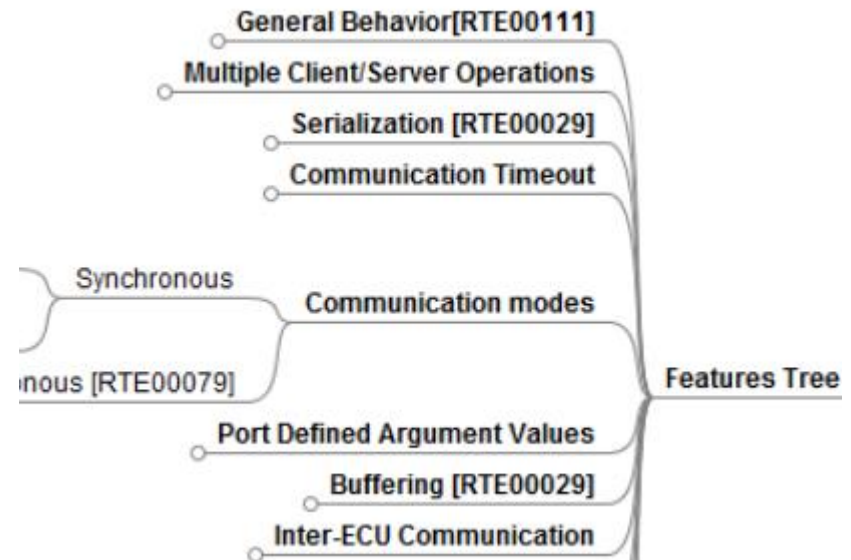 General Behavior[RTE00111]
Multiple Client/Server Operations
Serialization [RTE00029]
Communication Timeout
Synchronous
Communication modes
[RTE00079]
Features Tree
Port Defined Argument Values
Buffering [RTE00029]
Inter-ECU Communication